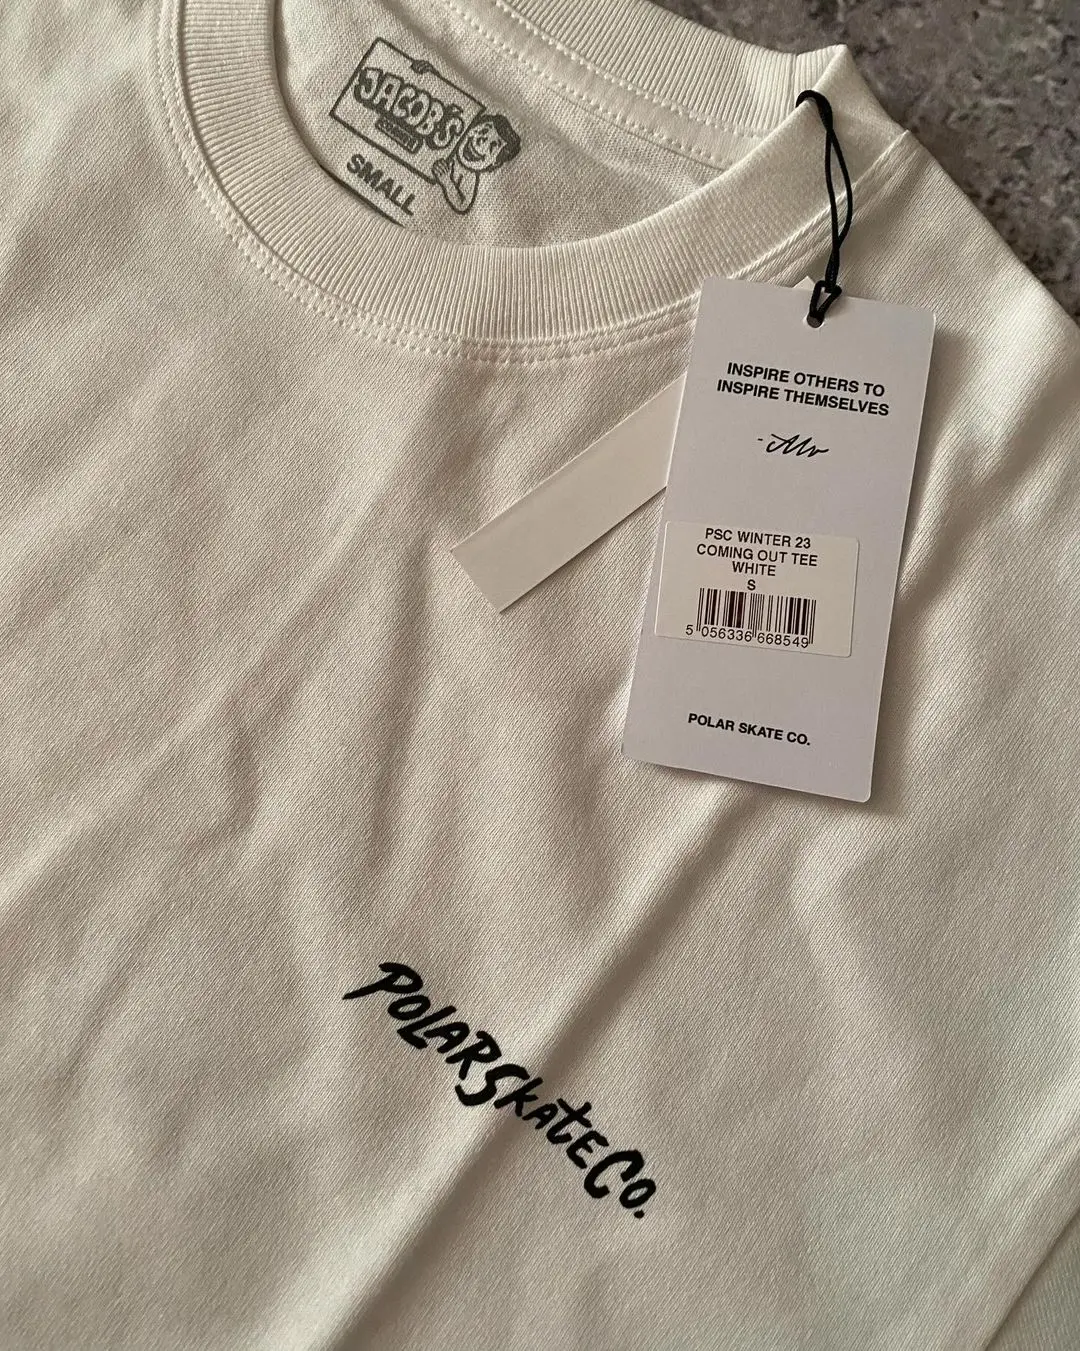 JACOB'S
SMALL
INSPIRE OTHERS TO
INSPIRE THEMSELVES
PSC WINTER 23
COMING OUT TEE
WHITE
S
5 056336 668549
POLAR SKATE CO.
POLAR SKATE CO.